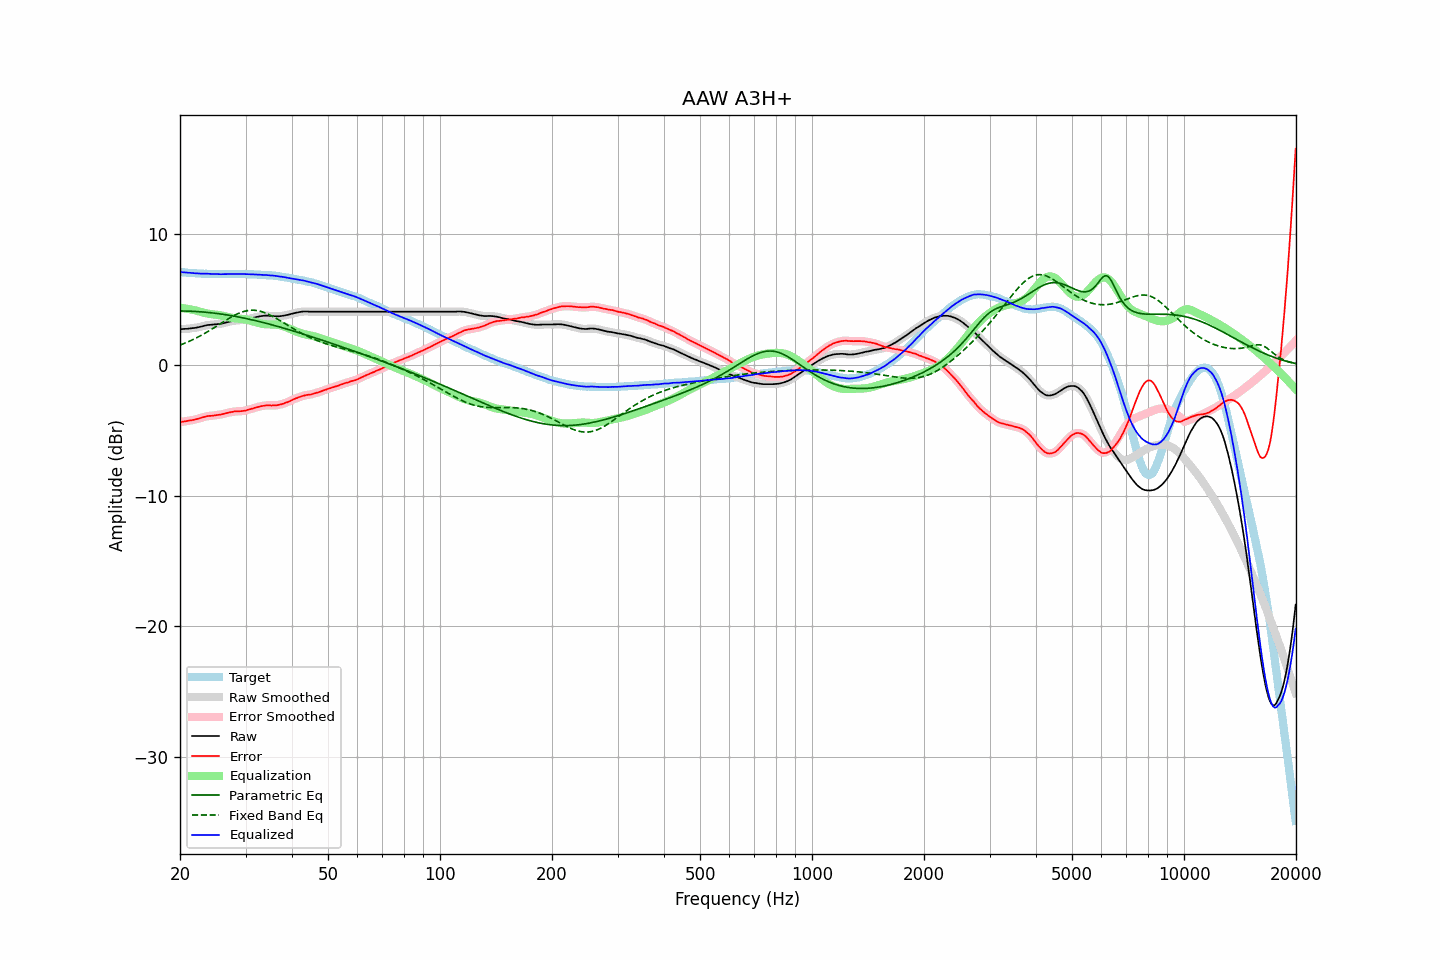 AAW A3H+
Amplitude (dBr)
10
0
−10
−20
−30
Target
Raw Smoothed
Error Smoothed
Raw
Error
Equalization
Parametric Eq
Fixed Band Eq
Equalized
20 50 100 200 500 1000 2000 5000 10000 20000
Frequency (Hz)